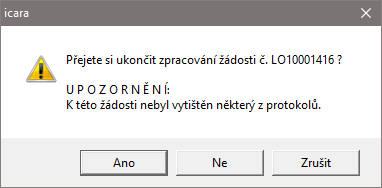 icara
Přejete si ukončit zpracování žádosti č. LO10001416 ?
U P O Z O R N Ě N Í:
K této žádosti nebyl vytištěn některý z protokolů.
Ano
Ne
Zrušit